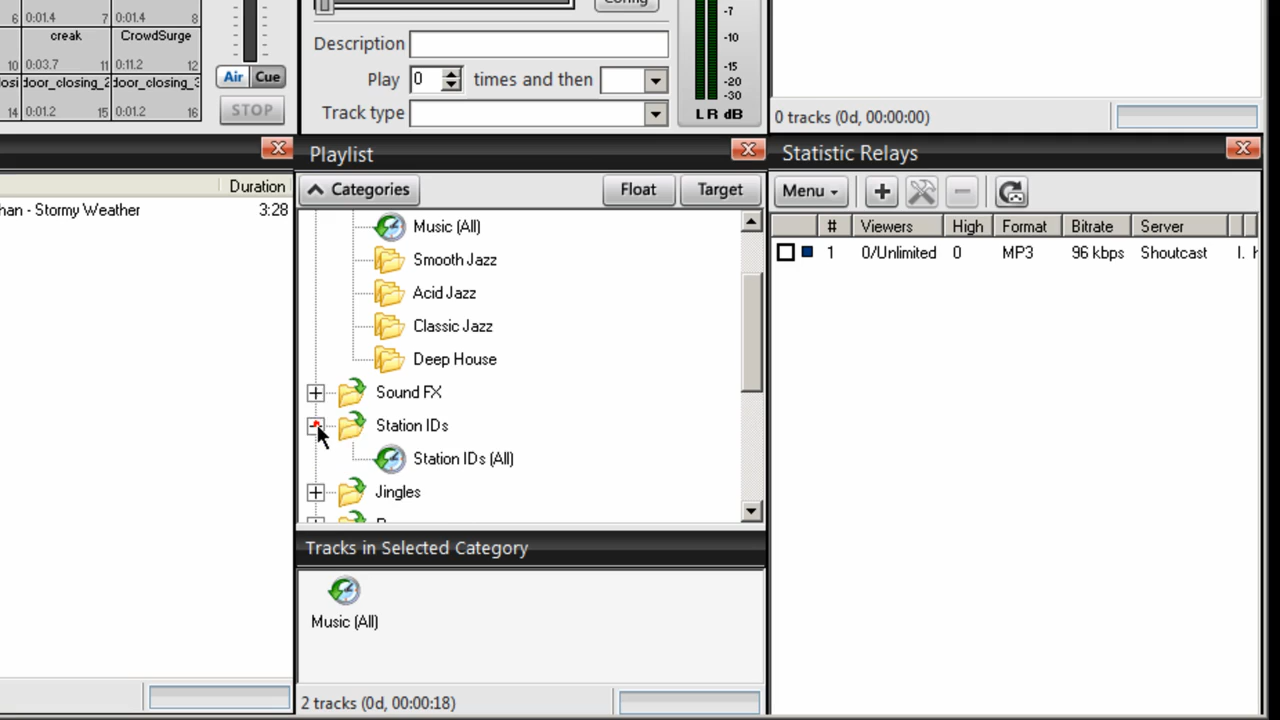 6 0:01.4 7 0:01.4 8
creak CrowdSurge
10 0:03.7 11 0:11.2 12
door_closing_2 door_closing_3
14 0:01.2 15 0:01.2 16
Air Cue
STOP
Config
Description
Play 0 times and then
Track type
-7
-10
-15
-20
-30
L R dB
0 tracks (0d, 00:00:00)
Duration
han - Stormy Weather 3:28
Playlist
Categories Float Target
Music (All)
Smooth Jazz
Acid Jazz
Classic Jazz
Deep House
Sound FX
Station IDs
Station IDs (All)
Jingles
Tracks in Selected Category
Music (All)
2 tracks (0d, 00:00:18)
Statistic Relays
Menu
# Viewers High Format Bitrate Server
1 0/Unlimited 0 MP3 96 kbps Shoutcast